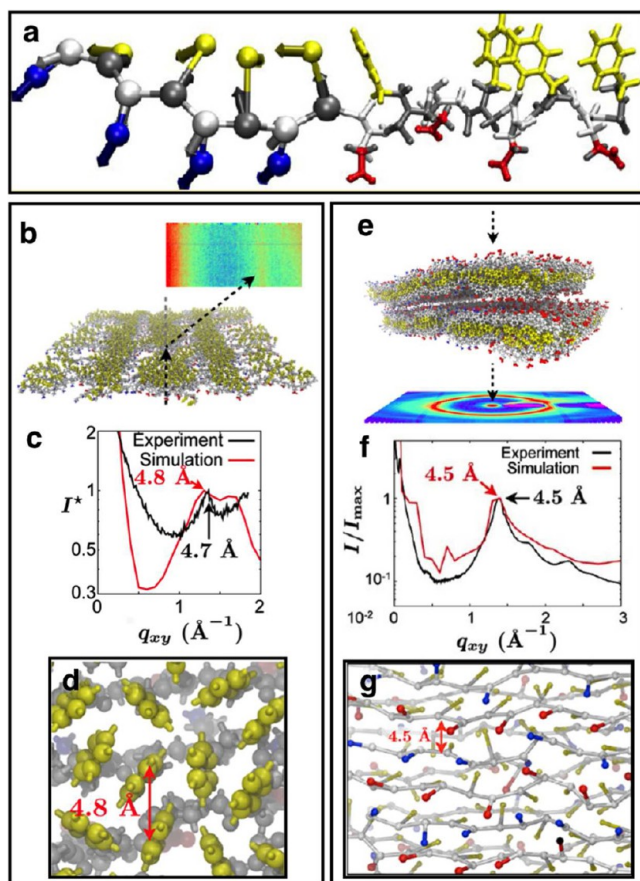 a
b
c
2
Experiment
Simulation
4.8 Å
1
I*
0.5
4.7 Å
0.3
0
1
2
q_xy (Å⁻¹)
d
4.8 Å
e
f
Experiment
Simulation
4.5 Å
4.5 Å
1
I/I_max
10⁻¹
10⁻²
0
1
2
3
q_xy (Å⁻¹)
g
4.5 Å